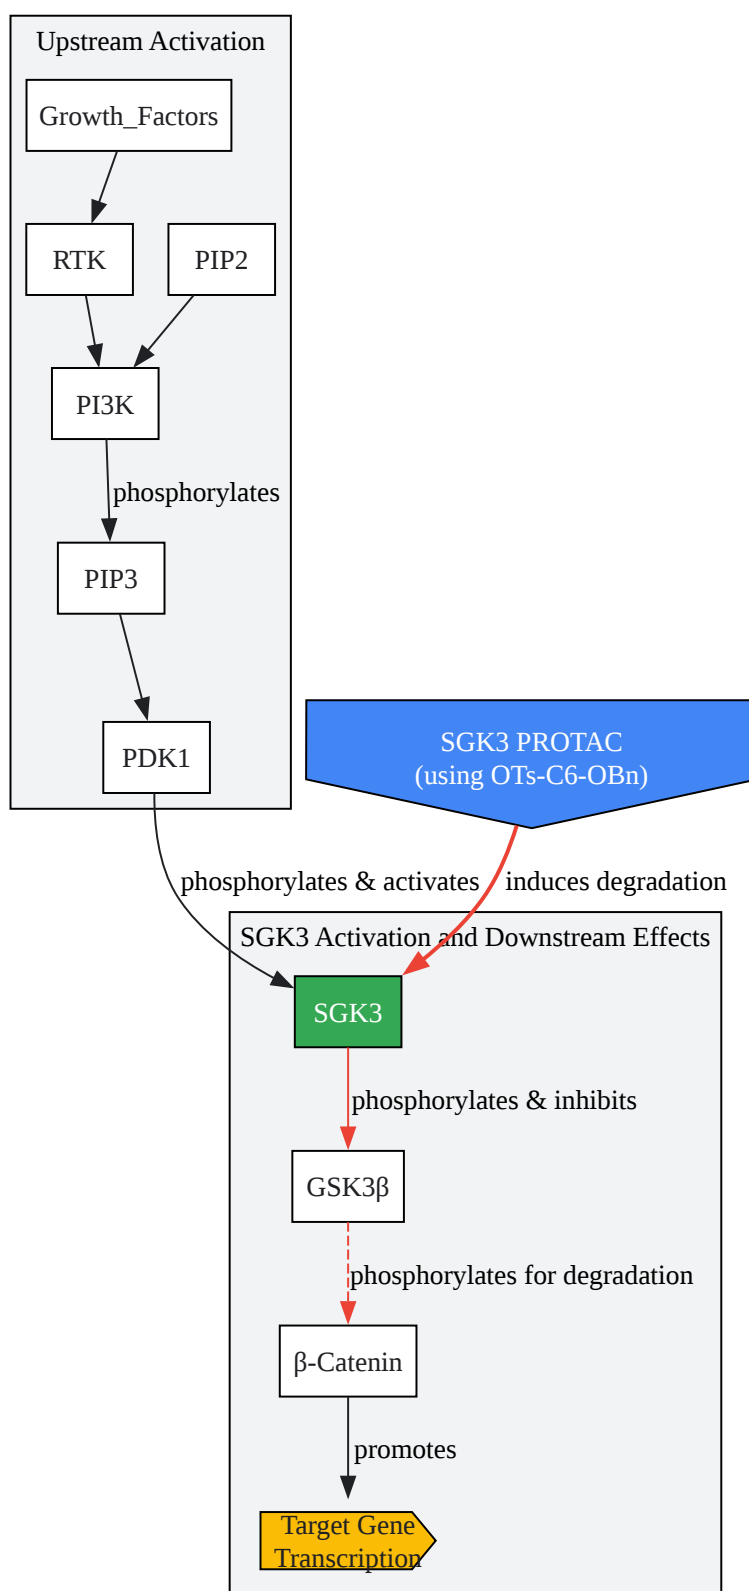 Upstream Activation
Growth_Factors
RTK
PIP2
PI3K
phosphorylates
PIP3
PDK1
SGK3 PROTAC
(using OTs-C6-OBn)
phosphorylates & activates
induces degradation
SGK3 Activation and Downstream Effects
SGK3
phosphorylates & inhibits
GSK3β
phosphorylates for degradation
β-Catenin
promotes
Target Gene
Transcription